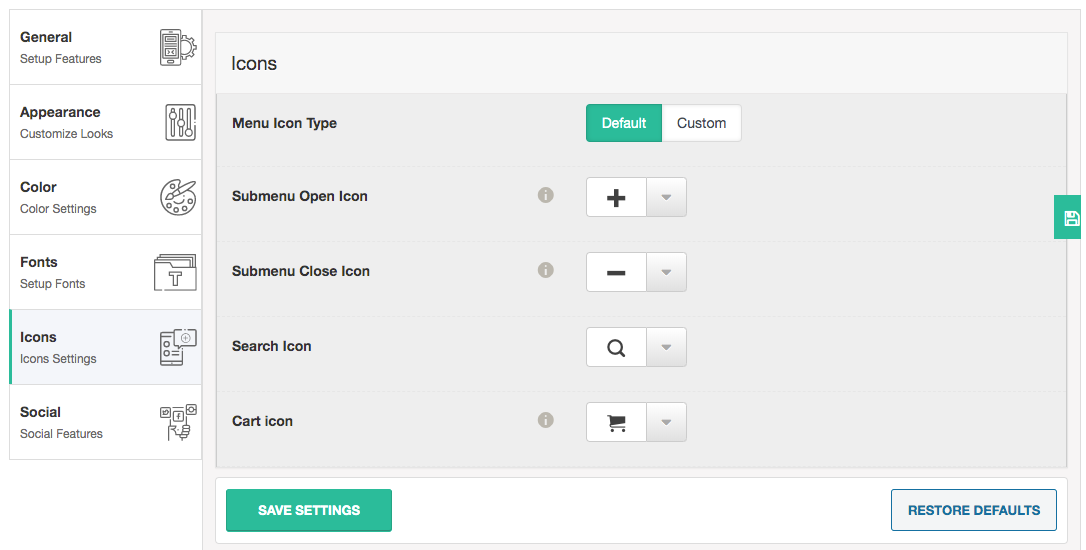 General
Setup Features
Appearance
Customize Looks
Color
Color Settings
Fonts
Setup Fonts
Icons
Icons Settings
Social
Social Features
Icons
Menu Icon Type
Default
Custom
Submenu Open Icon
Submenu Close Icon
Search Icon
Cart icon
SAVE SETTINGS
RESTORE DEFAULTS